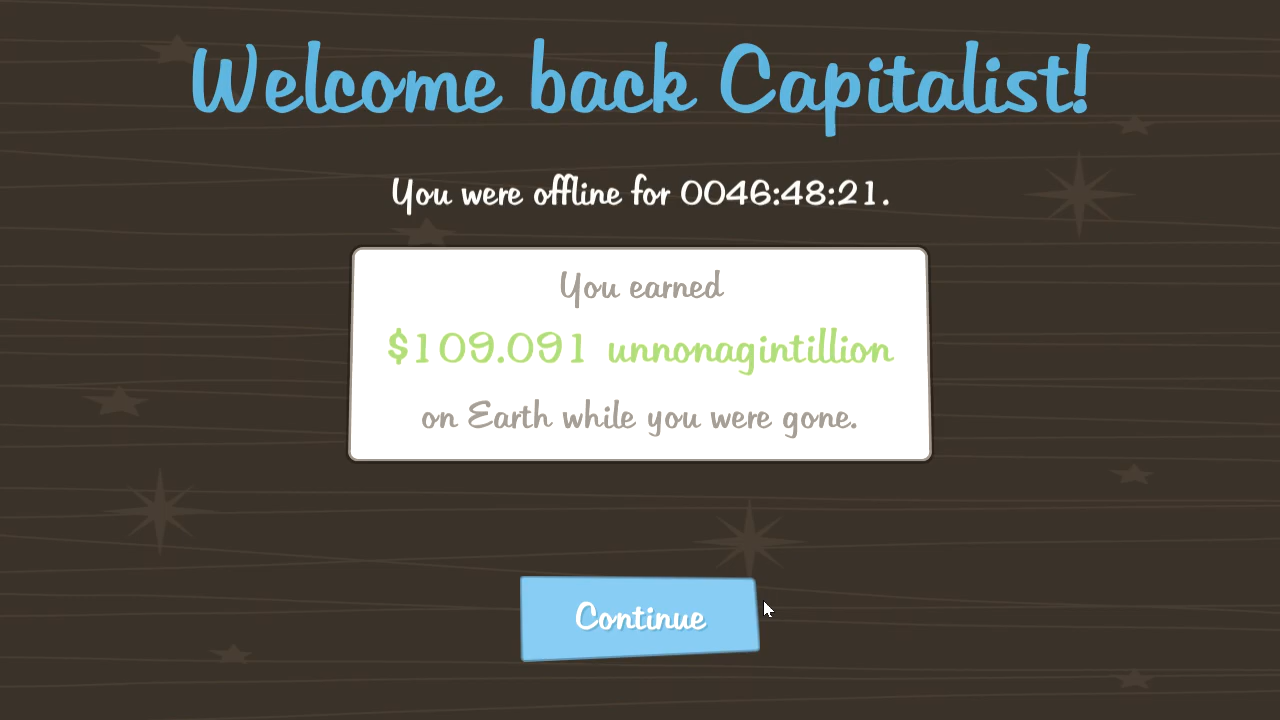 Welcome back Capitalist!
You were offline for 0046:48:21.
You earned
$109.091 unnonagintillion
on Earth while you were gone.
Continue